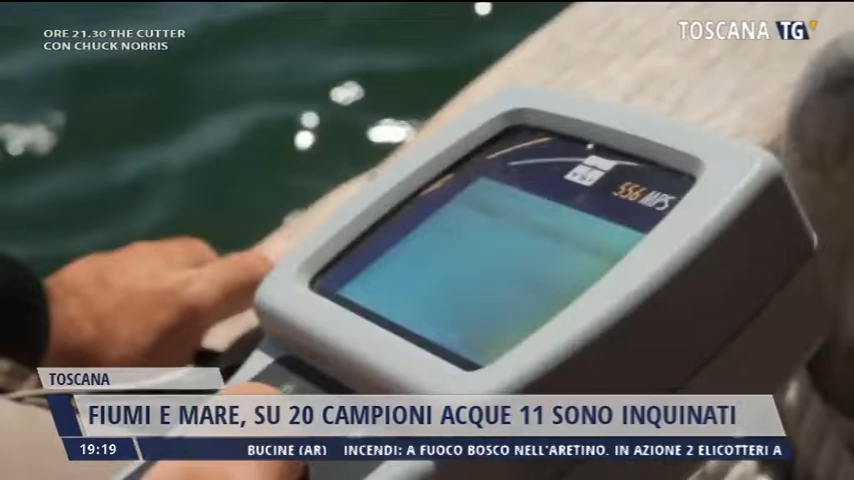 ORE 21.30 THE CUTTER
CON CHUCK NORRIS
TOSCANA TG
YSI
556 MPS
TOSCANA
FIUMI E MARE, SU 20 CAMPIONI ACQUE 11 SONO INQUINATI
19:19 BUCINE (AR) INCENDI: A FUOCO BOSCO NELL'ARETINO. IN AZIONE 2 ELICOTTERI A